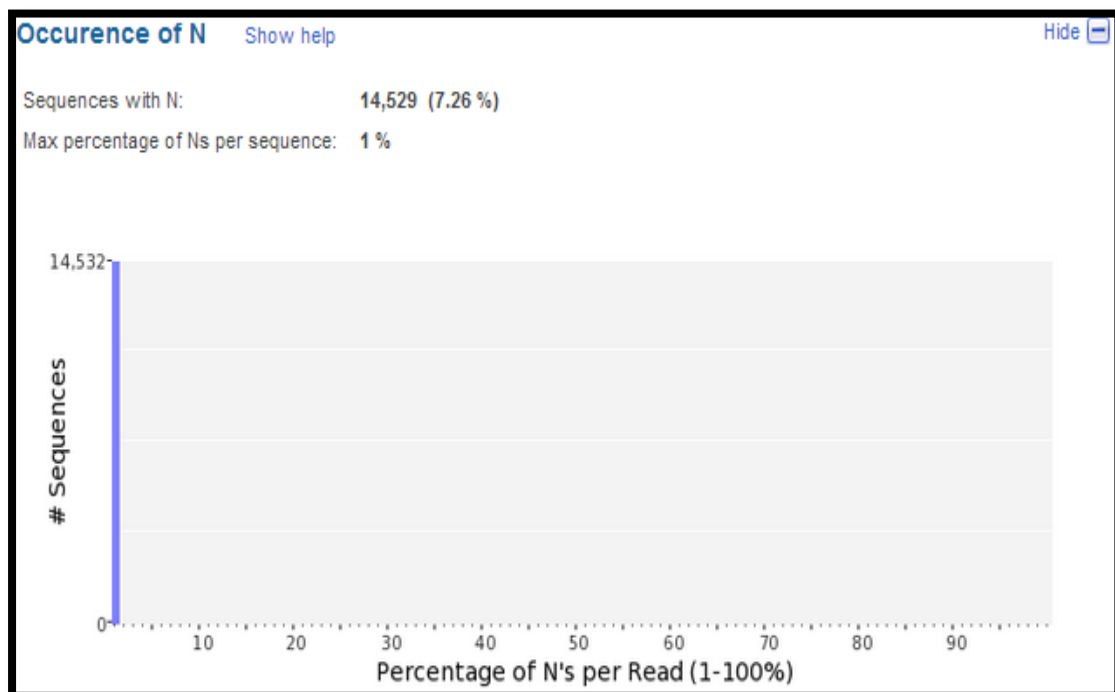 Occurence of N Show help Hide
Sequences with N: 14,529 (7.26 %)
Max percentage of Ns per sequence: 1 %
14,532
# Sequences
0
10 20 30 40 50 60 70 80 90
Percentage of N's per Read (1-100%)